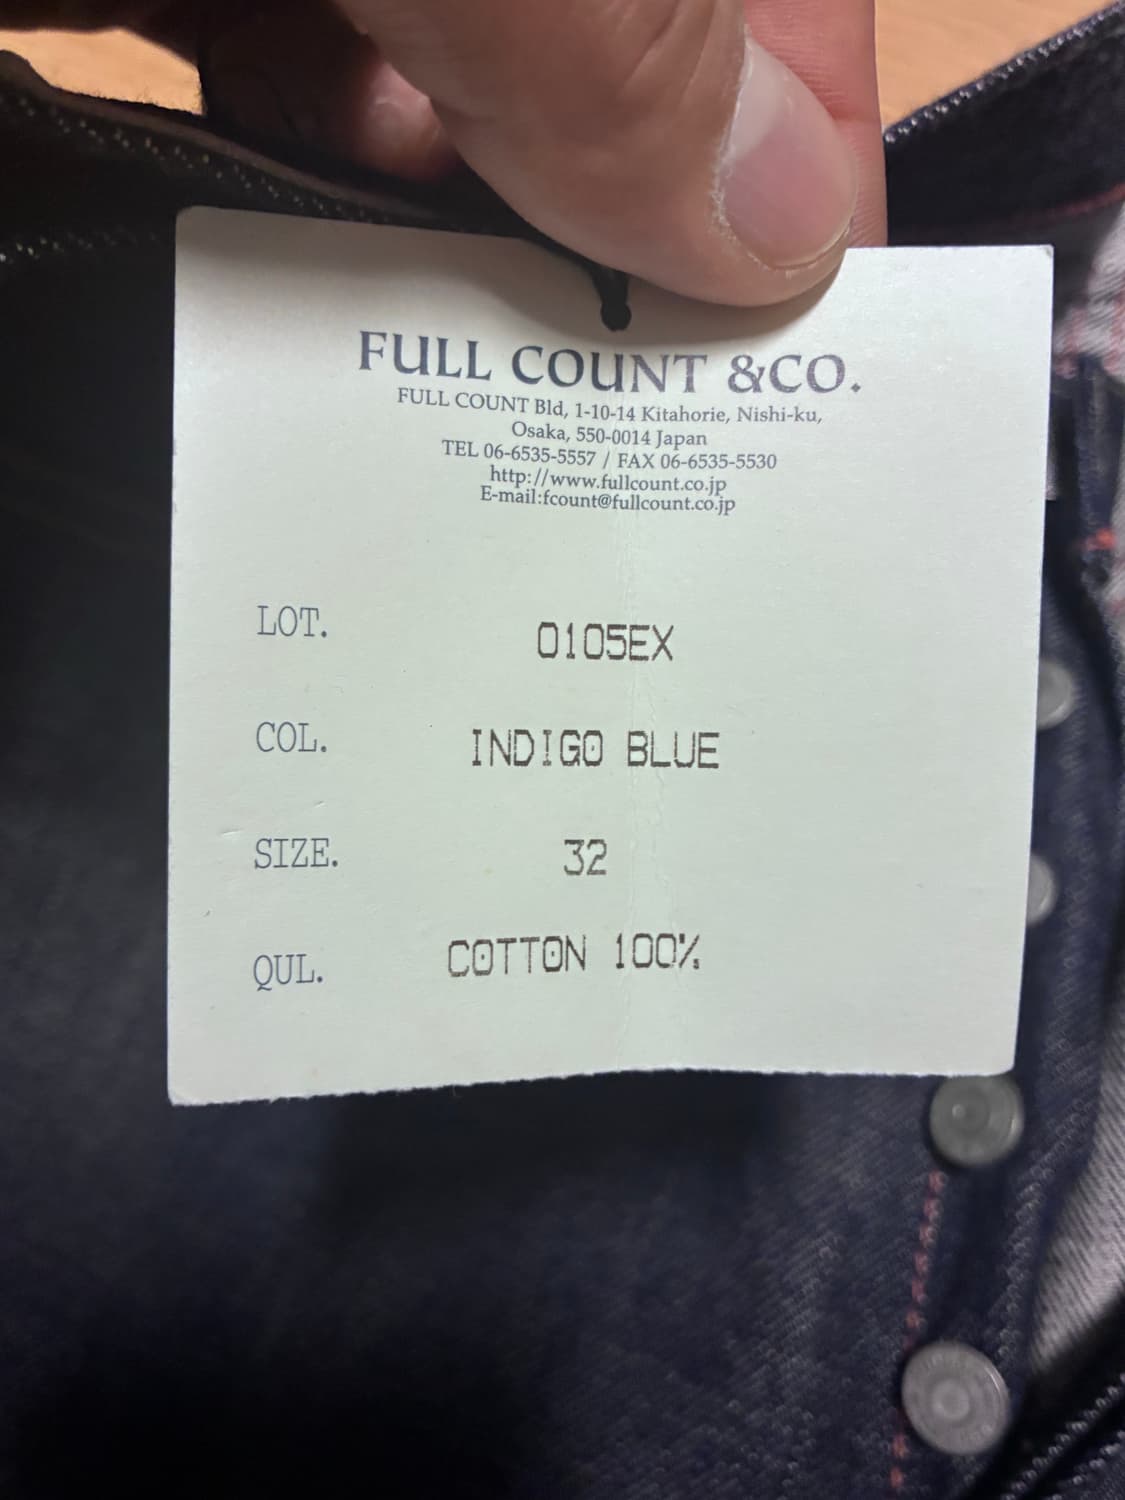 FULL COUNT &CO.
FULL COUNT Bld, 1-10-14 Kitahorie, Nishi-ku,
Osaka, 550-0014 Japan
TEL 06-6535-5557 / FAX 06-6535-5530
http://www.fullcount.co.jp
E-mail:fcount@fullcount.co.jp
LOT. 0105EX
COL. INDIGO BLUE
SIZE. 32
QUL. COTTON 100%